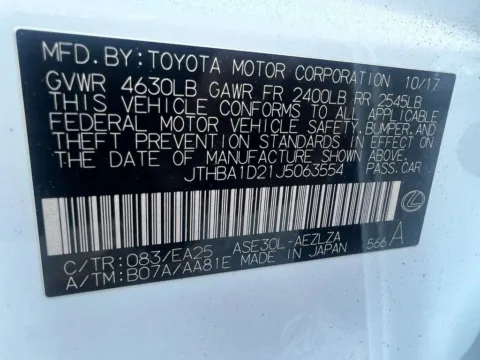 MFD.BY:TOYOTA MOTOR CORPORATION 10/17
GVWR 4630LB GAWR FR 2400LB RR 2545LB
THIS VEHICLE CONFORMS TO ALL APPLICABLE
FEDERAL MOTOR VEHICLE SAFETY, BUMPER, AND
THEFT PREVENTION STANDARDS IN EFFECT ON
THE DATE OF MANUFACTURE SHOWN ABOVE.
JTHBA1D21J5063554 PASS.CAR
C/TR:083/EA25 ASE30L-AEZLZA 566 A
A/TM:B07A/AA81E MADE IN JAPAN